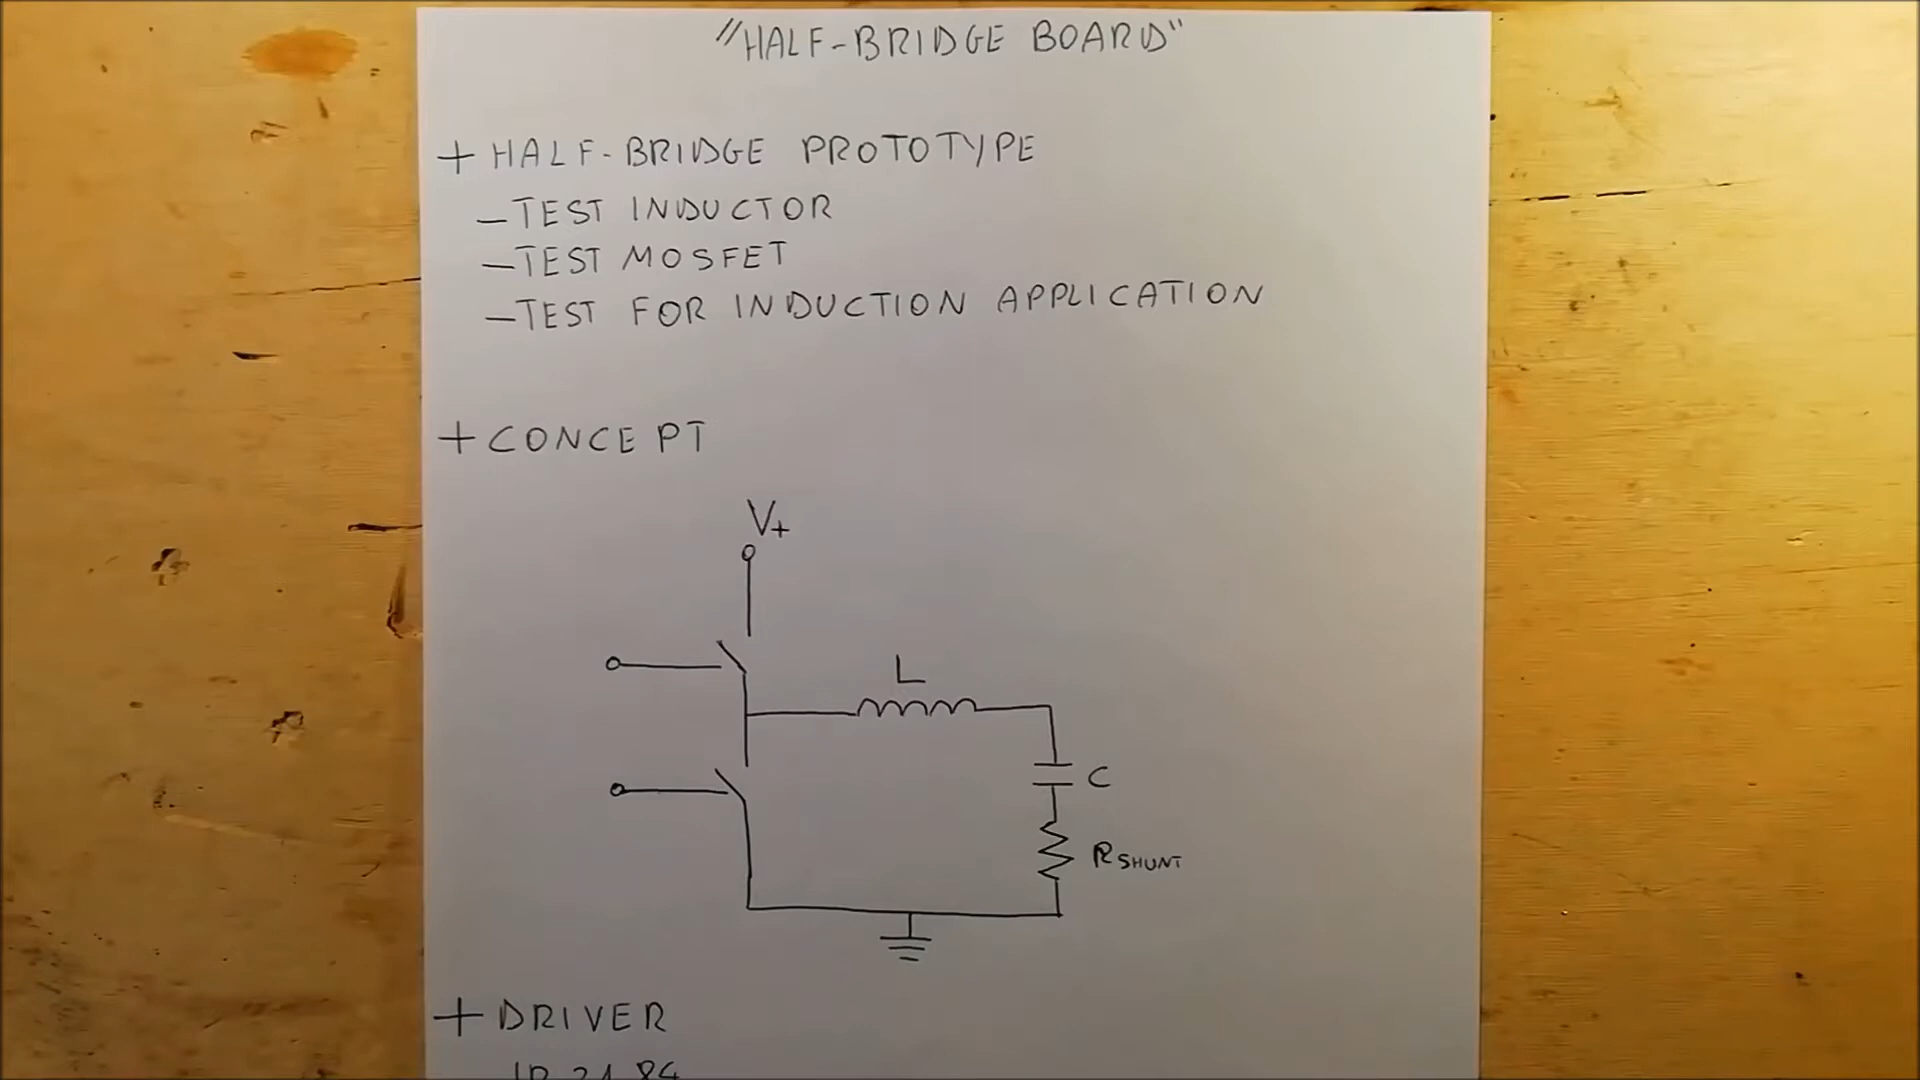 "HALF-BRIDGE BOARD"
+ HALF-BRIDGE PROTOTYPE
- TEST INDUCTOR
- TEST MOSFET
- TEST FOR INDUCTION APPLICATION
+ CONCEPT
V+
L
C
RSHUNT
+ DRIVER